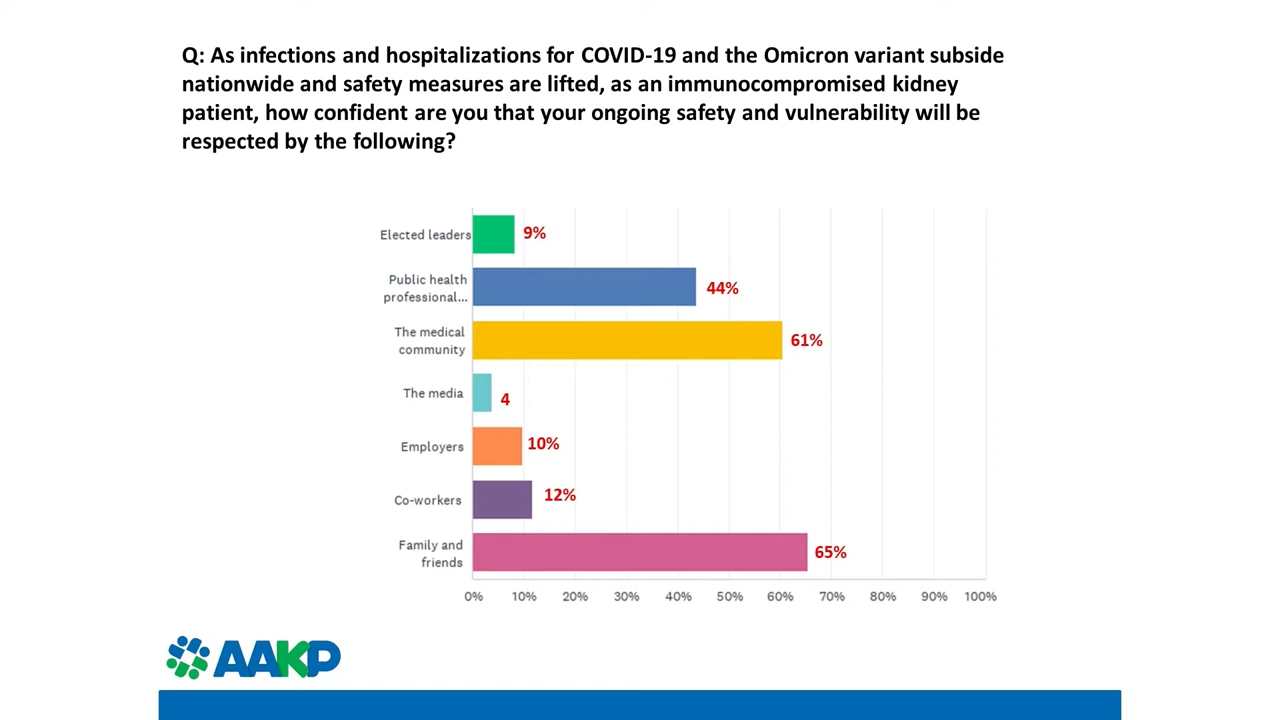 Q: As infections and hospitalizations for COVID-19 and the Omicron variant subside
nationwide and safety measures are lifted, as an immunocompromised kidney
patient, how confident are you that your ongoing safety and vulnerability will be
respected by the following?
Elected leaders
9%
Public health
professional...
44%
The medical
community
61%
The media
4
Employers
10%
Co-workers
12%
Family and
friends
65%
0% 10% 20% 30% 40% 50% 60% 70% 80% 90% 100%
AAKP